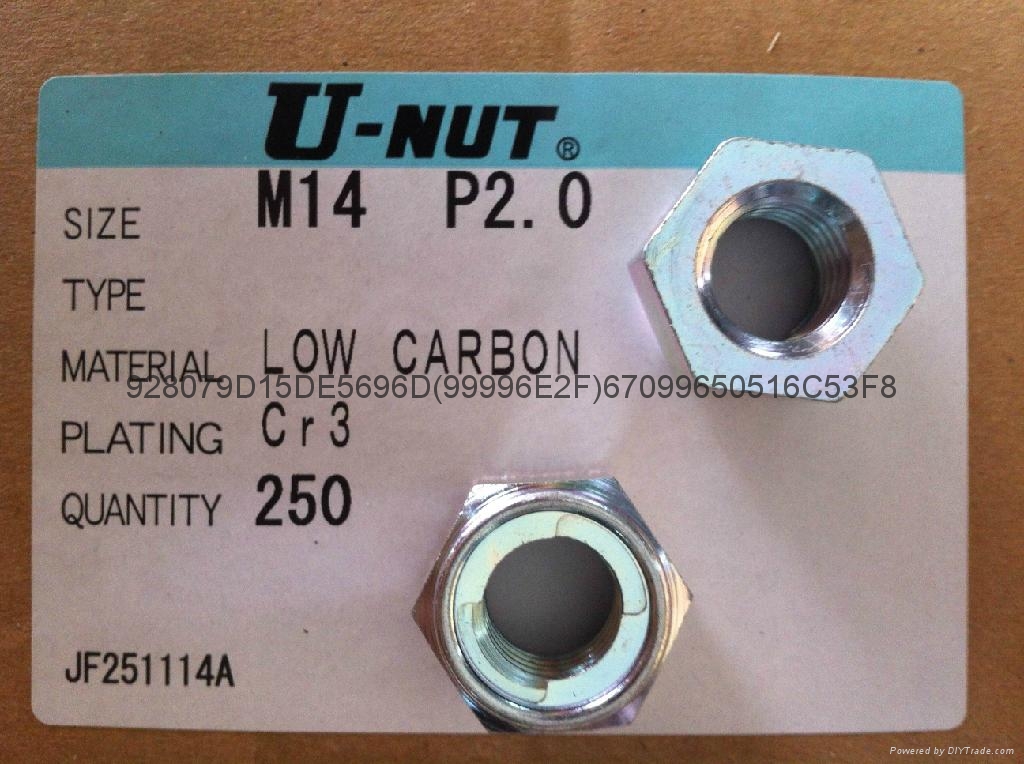 U-NUT®
SIZE M14 P2.0
TYPE
MATERIAL LOW CARBON
928079D15DE5696D(99996E2F)67099650516C53F8
PLATING Cr3
QUANTITY 250
JF251114A
Powered by DIYTrade.com